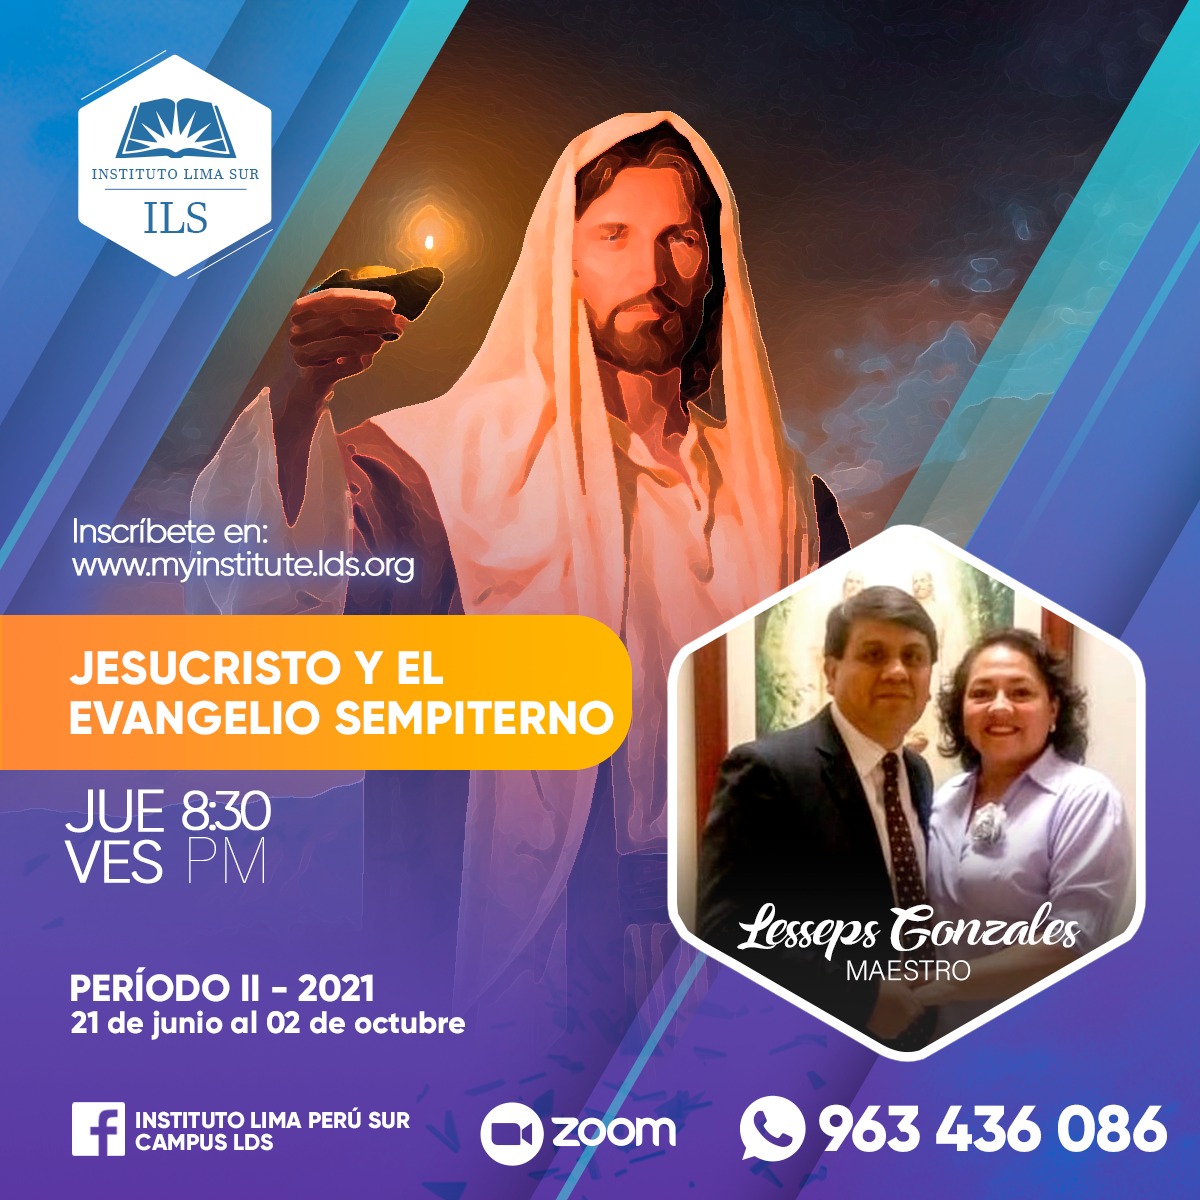 INSTITUTO LIMA SUR
ILS
Inscríbete en:
www.myinstitute.lds.org
JESUCRISTO Y EL
EVANGELIO SEMPITERNO
JUE 8:30
VES PM
Lesseps Gonzales
MAESTRO
PERÍODO II - 2021
21 de junio al 02 de octubre
INSTITUTO LIMA PERÚ SUR
CAMPUS LDS
zoom
963 436 086